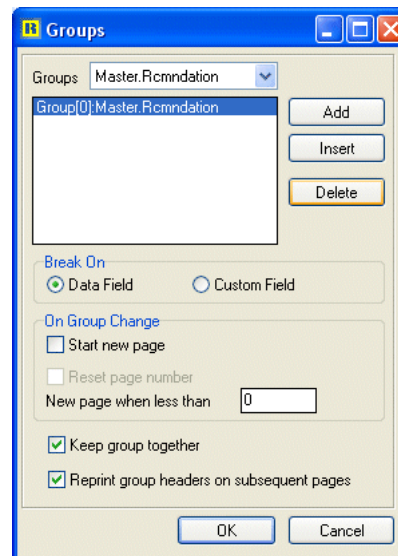 Groups
Groups Master.Rcmndation
Group[0]:Master.Rcmndation
Add
Insert
Delete
Break On
Data Field Custom Field
On Group Change
Start new page
Reset page number
New page when less than 0
Keep group together
Reprint group headers on subsequent pages
OK Cancel